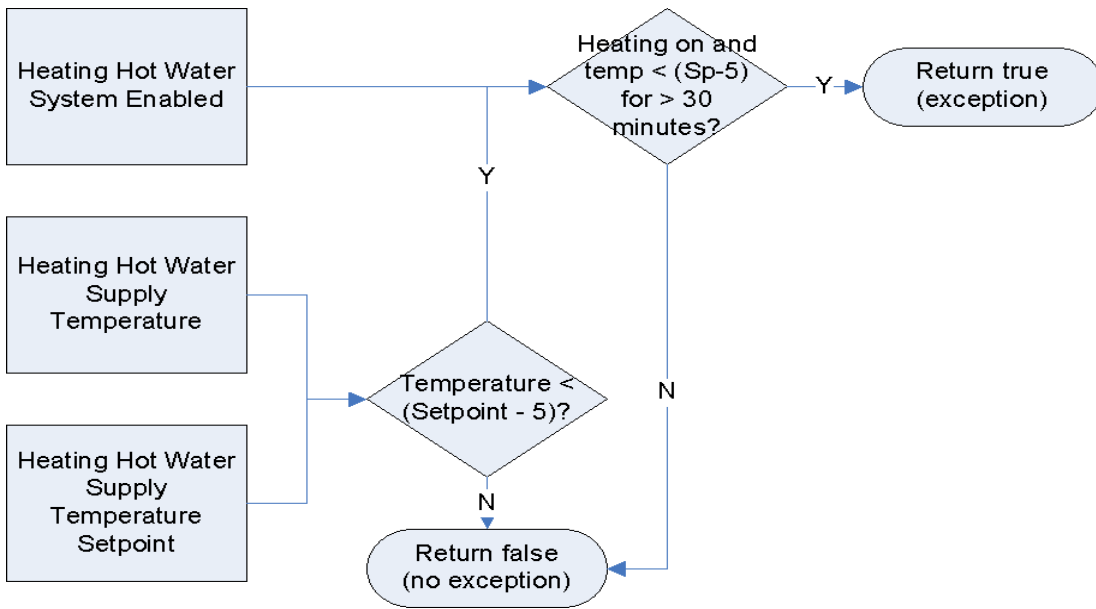 Heating Hot Water
System Enabled
Heating on and
temp < (Sp-5)
for > 30
minutes?
Y
Return true
(exception)
Y
Heating Hot Water
Supply
Temperature
Temperature <
(Setpoint - 5)?
N
Heating Hot Water
Supply
Temperature
Setpoint
N
Return false
(no exception)